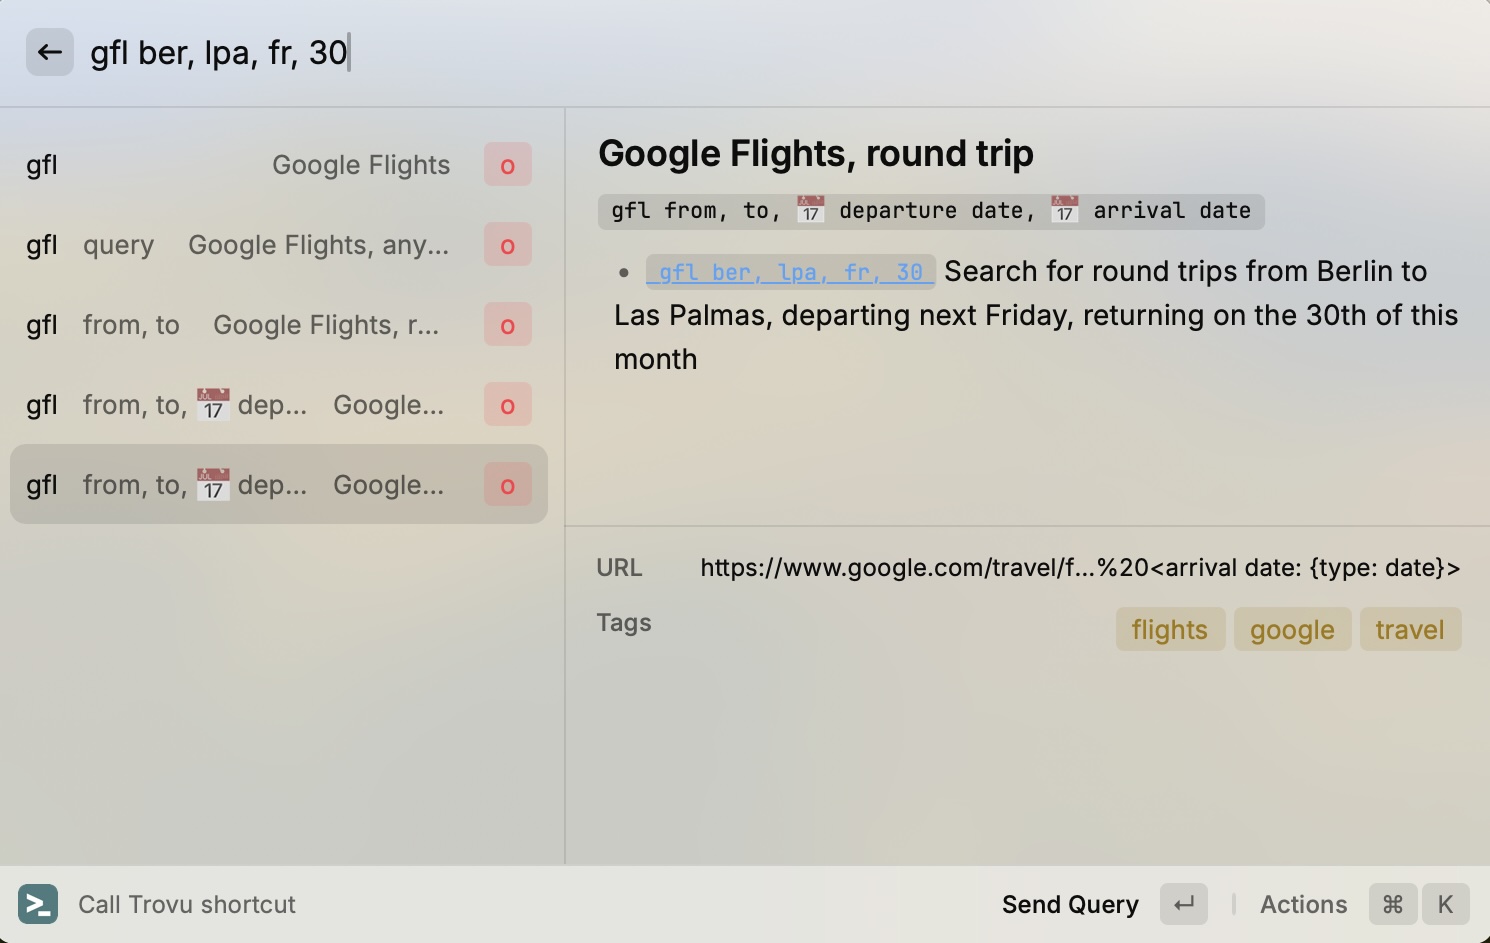 gfl ber, lpa, fr, 30
gfl Google Flights o
gfl query Google Flights, any... o
gfl from, to Google Flights, r... o
gfl from, to, 📅 dep... Google... o
gfl from, to, 📅 dep... Google... o
Google Flights, round trip
gfl from, to, 📅 departure date, 📅 arrival date
• gfl ber, lpa, fr, 30 Search for round trips from Berlin to
Las Palmas, departing next Friday, returning on the 30th of this
month
URL https://www.google.com/travel/f...%20<arrival date: {type: date}>
Tags flights google travel
Call Trovu shortcut Send Query ↵ Actions ⌘ K